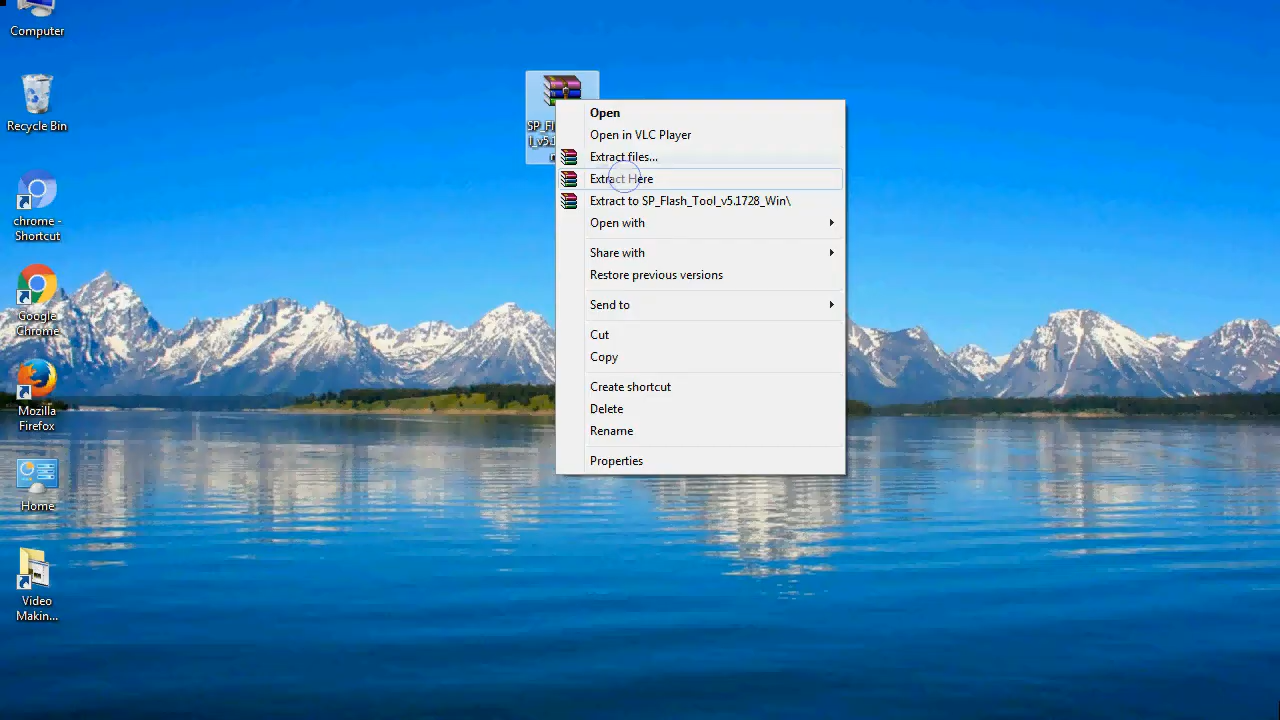 Computer
Recycle Bin
chrome -
Shortcut
Google
Chrome
Mozilla
Firefox
Home
Video
Makin...
Open
Open in VLC Player
Extract files...
Extract Here
Extract to SP_Flash_Tool_v5.1728_Win\
Open with
Share with
Restore previous versions
Send to
Cut
Copy
Create shortcut
Delete
Rename
Properties